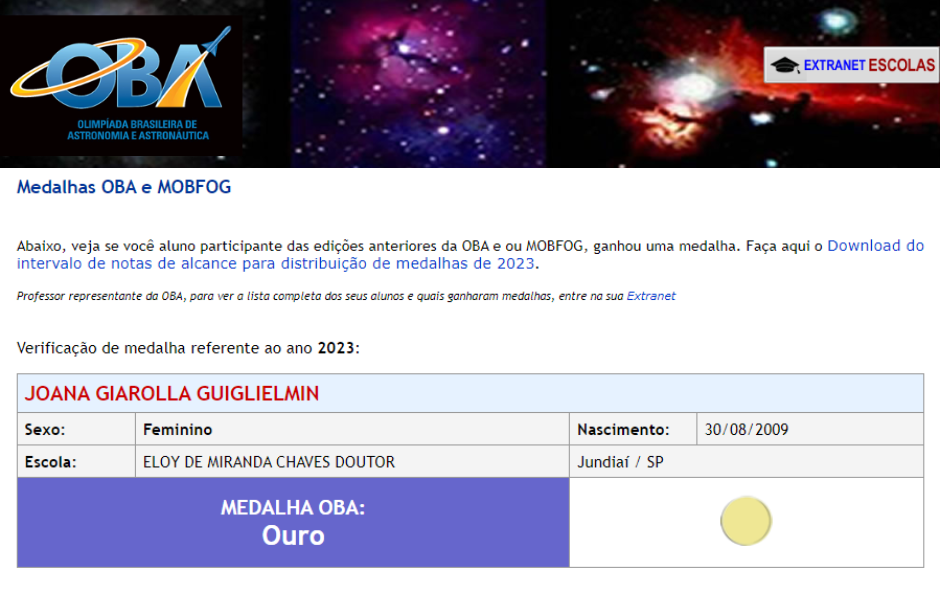 OBA
OLIMPÍADA BRASILEIRA DE
ASTRONOMIA E ASTRONÁUTICA
EXTRANET ESCOLAS
Medalhas OBA e MOBFOG
Abaixo, veja se você aluno participante das edições anteriores da OBA e ou MOBFOG, ganhou uma medalha. Faça aqui o Download do
intervalo de notas de alcance para distribuição de medalhas de 2023.
Professor representante da OBA, para ver a lista completa dos seus alunos e quais ganharam medalhas, entre na sua Extranet
Verificação de medalha referente ao ano 2023:
JOANA GIAROLLA GUIGLIELMIN
Sexo: Feminino Nascimento: 30/08/2009
Escola: ELOY DE MIRANDA CHAVES DOUTOR Jundiaí / SP
MEDALHA OBA:
Ouro